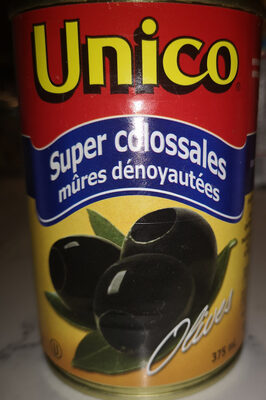 Unico
Super colossales
mûres dénoyautées
Olives
375 mL